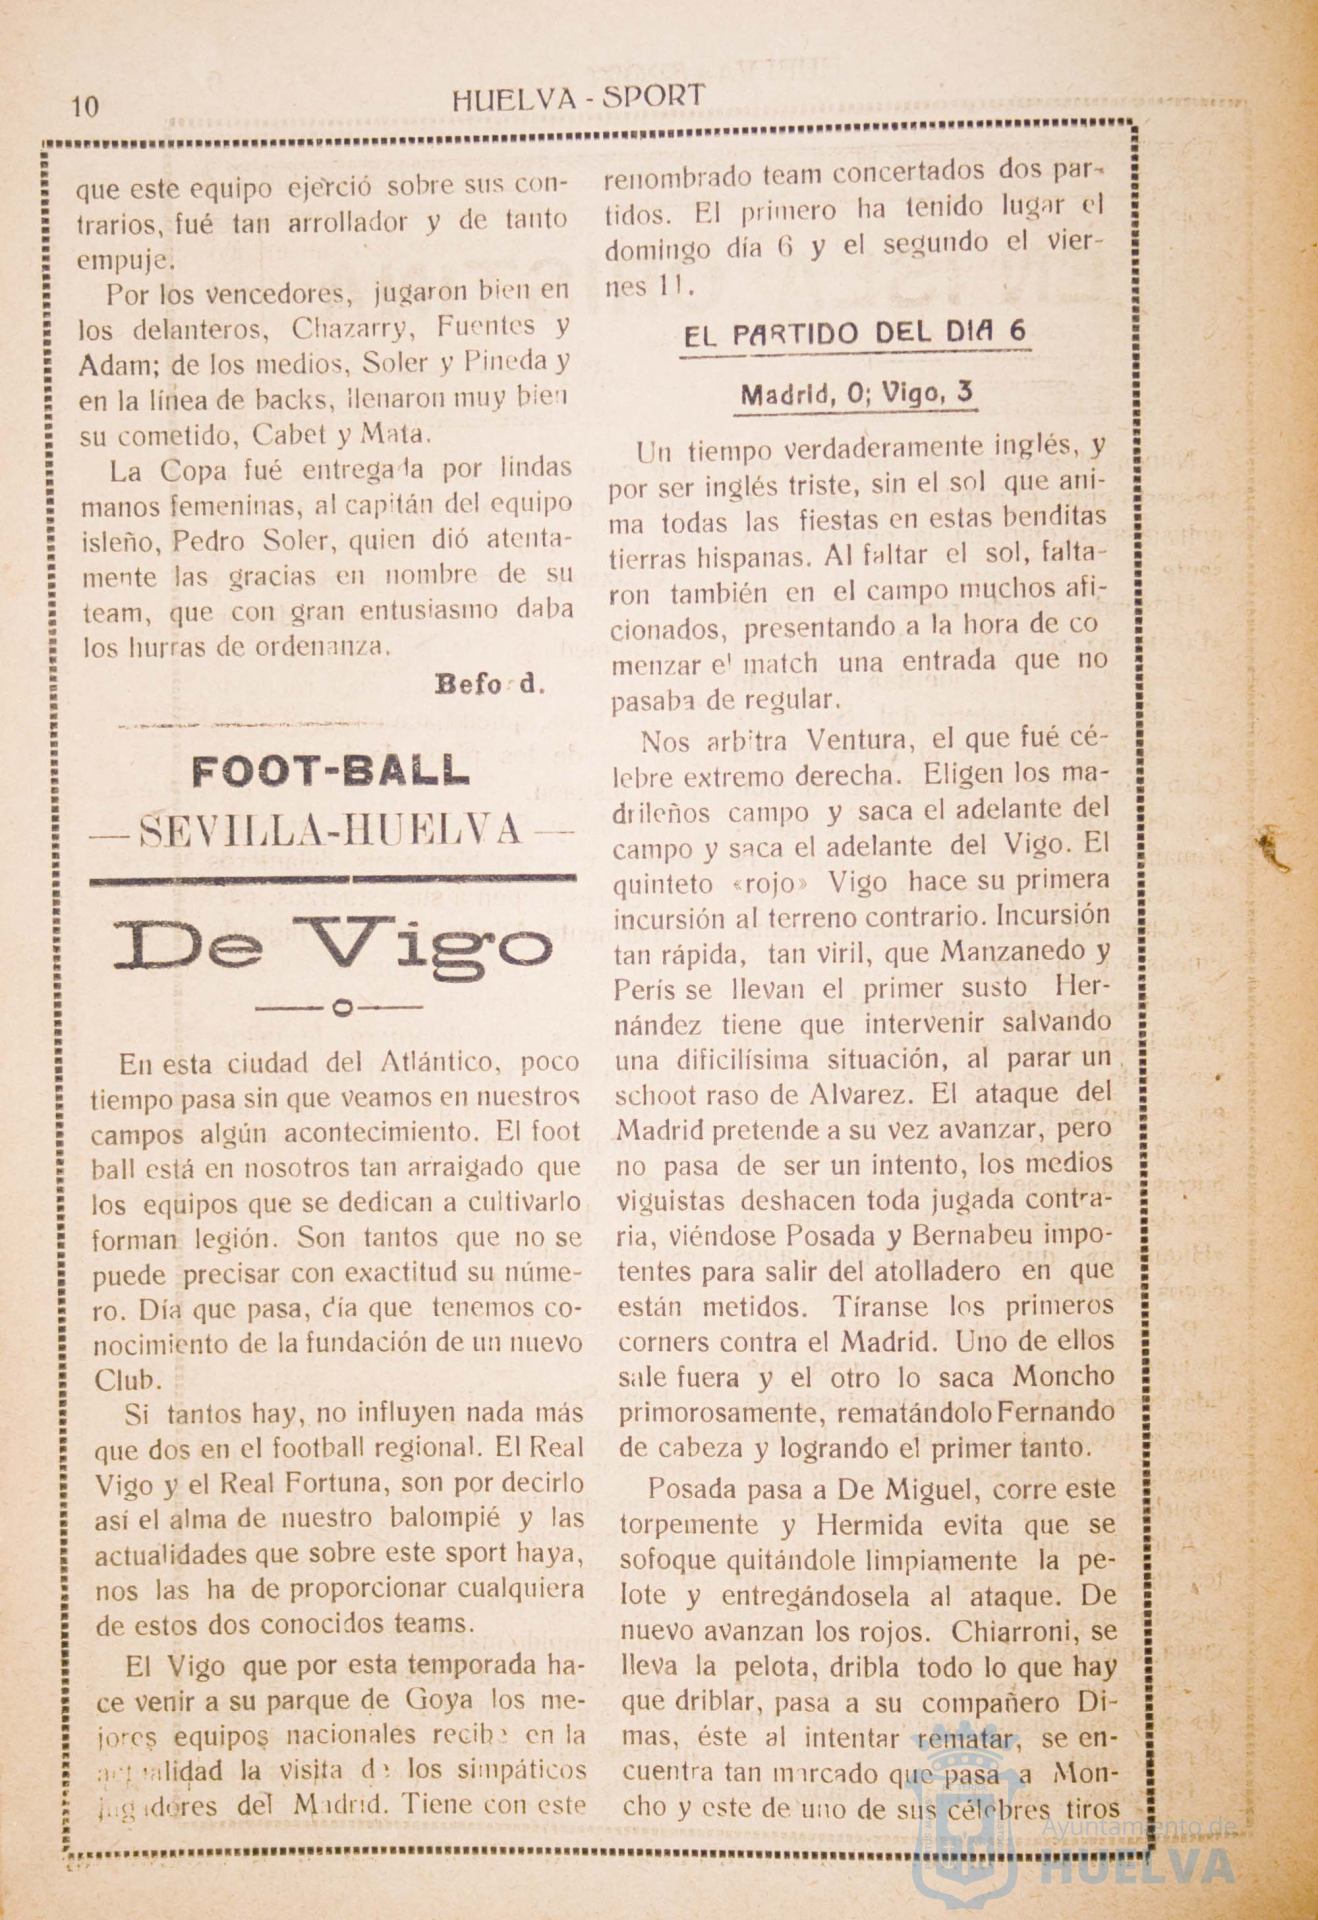 10
HUELVA - SPORT
que este equipo ejerció sobre sus con-
trarios, fué tan arrollador y de tanto
empuje.
Por los vencedores, jugaron bien en
los delanteros, Chazarry, Fuentes y
Adam; de los medios, Soler y Pineda y
en la línea de backs, llenaron muy bien
su cometido, Cabet y Mata.
La Copa fué entregada por lindas
manos femeninas, al capitán del equipo
isleño, Pedro Soler, quien dió atenta-
mente las gracias en nombre de su
team, que con gran entusiasmo daba
los hurras de ordenanza.
Befo d.
FOOT-BALL
— SEVILLA-HUELVA —
De Vigo
En esta ciudad del Atlántico, poco
tiempo pasa sin que veamos en nuestros
campos algún acontecimiento. El foot
ball está en nosotros tan arraigado que
los equipos que se dedican a cultivarlo
forman legión. Son tantos que no se
puede precisar con exactitud su núme-
ro. Día que pasa, día que tenemos co-
nocimiento de la fundación de un nuevo
Club.
Si tantos hay, no influyen nada más
que dos en el football regional. El Real
Vigo y el Real Fortuna, son por decirlo
así el alma de nuestro balompié y las
actualidades que sobre este sport haya,
nos las ha de proporcionar cualquiera
de estos dos conocidos teams.
El Vigo que por esta temporada ha-
ce venir a su parque de Goya los me-
jores equipos nacionales recibe en la
actualidad la visita de los simpáticos
jugadores del Madrid. Tiene con este
renombrado team concertados dos par-
tidos. El primero ha tenido lugar el
domingo día 6 y el segundo el vier-
nes 11.
EL PARTIDO DEL DIA 6
Madrid, 0; Vigo, 3
Un tiempo verdaderamente inglés, y
por ser inglés triste, sin el sol que ani-
ma todas las fiestas en estas benditas
tierras hispanas. Al faltar el sol, falta-
ron también en el campo muchos afi-
cionados, presentando a la hora de co
menzar el match una entrada que no
pasaba de regular.
Nos arbitra Ventura, el que fué cé-
lebre extremo derecha. Eligen los ma-
drileños campo y saca el adelante del
campo y saca el adelante del Vigo. El
quinteto «rojo» Vigo hace su primera
incursión al terreno contrario. Incursión
tan rápida, tan viril, que Manzanedo y
Perís se llevan el primer susto Her-
nández tiene que intervenir salvando
una dificilísima situación, al parar un
schoot raso de Alvarez. El ataque del
Madrid pretende a su vez avanzar, pero
no pasa de ser un intento, los medios
viguistas deshacen toda jugada contra-
ria, viéndose Posada y Bernabeu impo-
tentes para salir del atolladero en que
están metidos. Tíranse los primeros
corners contra el Madrid. Uno de ellos
sale fuera y el otro lo saca Moncho
primorosamente, rematándolo Fernando
de cabeza y logrando el primer tanto.
Posada pasa a De Miguel, corre este
torpemente y Hermida evita que se
sofoque quitándole limpiamente la pe-
lote y entregándosela al ataque. De
nuevo avanzan los rojos. Chiarroni, se
lleva la pelota, dribla todo lo que hay
que driblar, pasa a su compañero Di-
mas, éste al intentar rematar, se en-
cuentra tan marcado que pasa a Mon-
cho y este de uno de sus célebres tiros
Ayuntamiento de
HUELVA